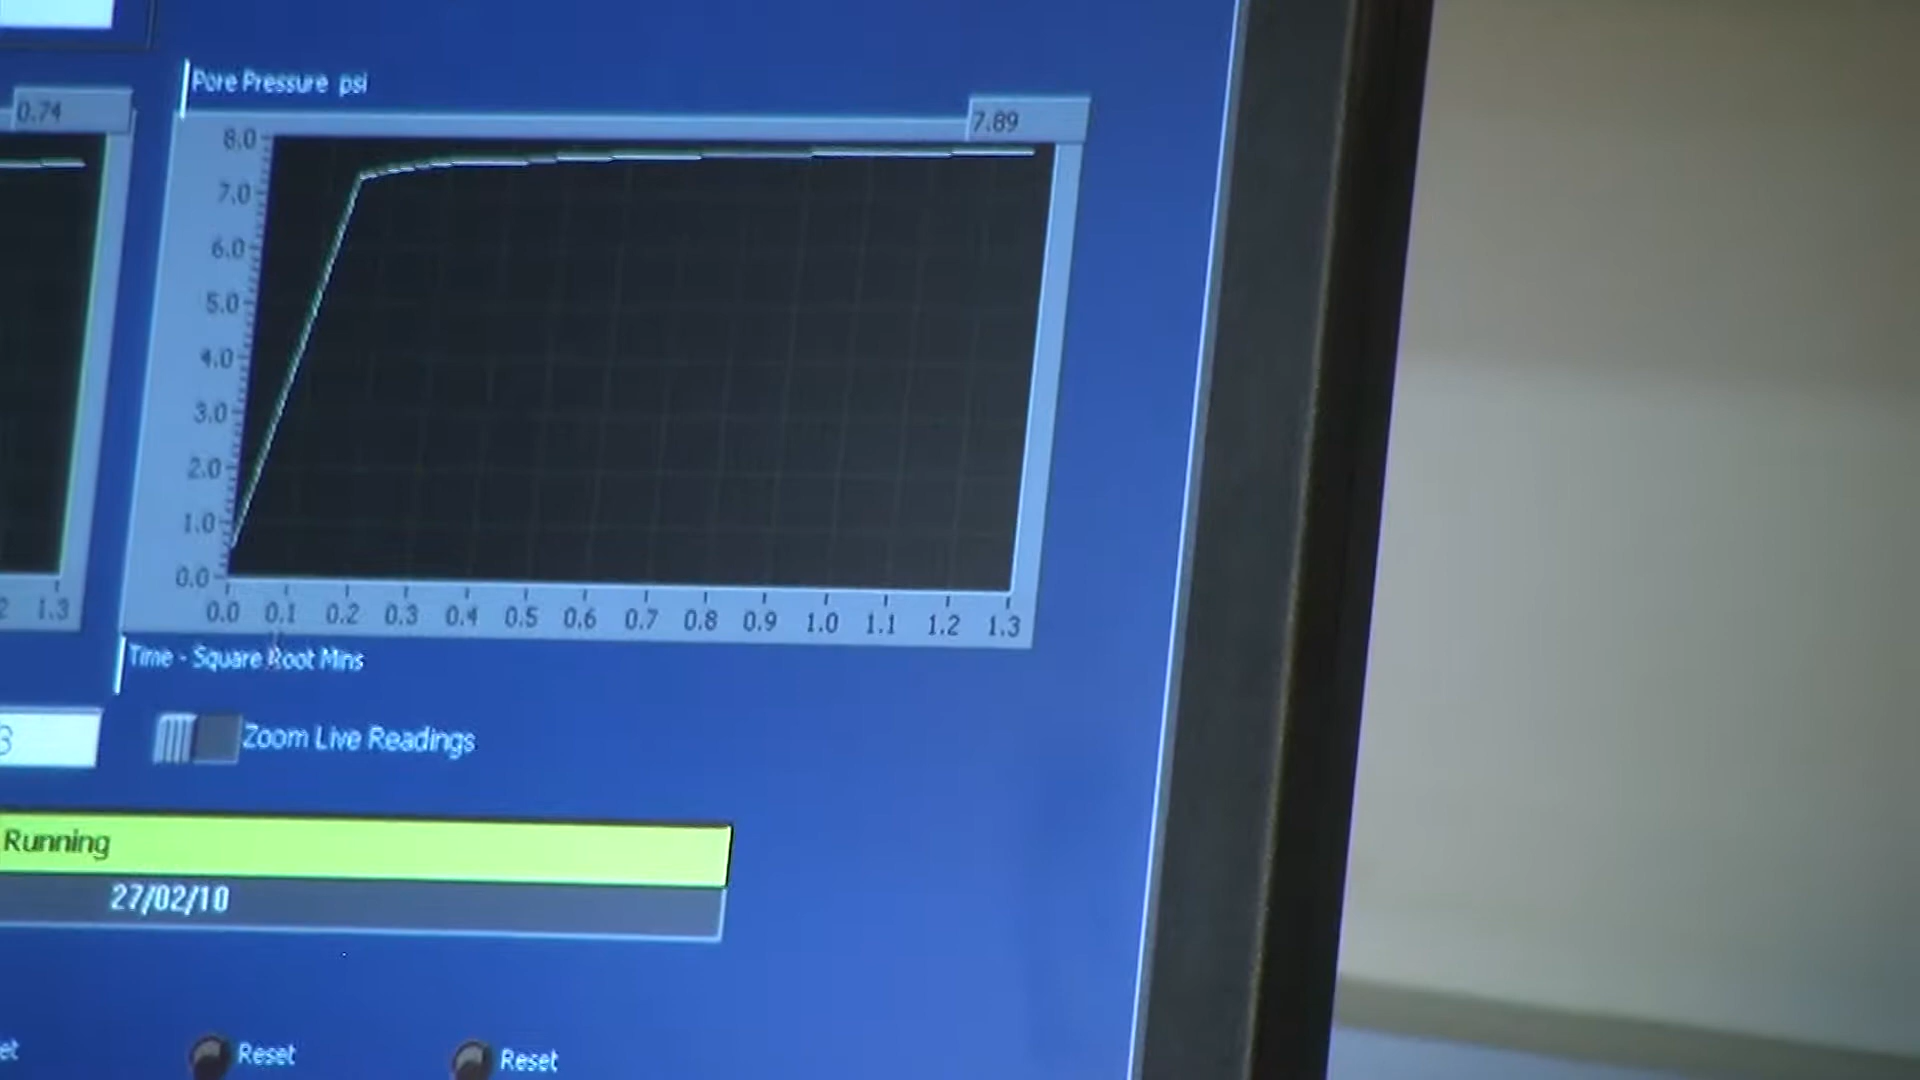 Pore Pressure psi
0.74
7.89
8.0
7.0
6.0
5.0
4.0
3.0
2.0
1.0
0.0
0.0 0.1 0.2 0.3 0.4 0.5 0.6 0.7 0.8 0.9 1.0 1.1 1.2 1.3
2 1.3
Time - Square Root Mins
3
Zoom Live Readings
Running
27/02/10
et
Reset
Reset